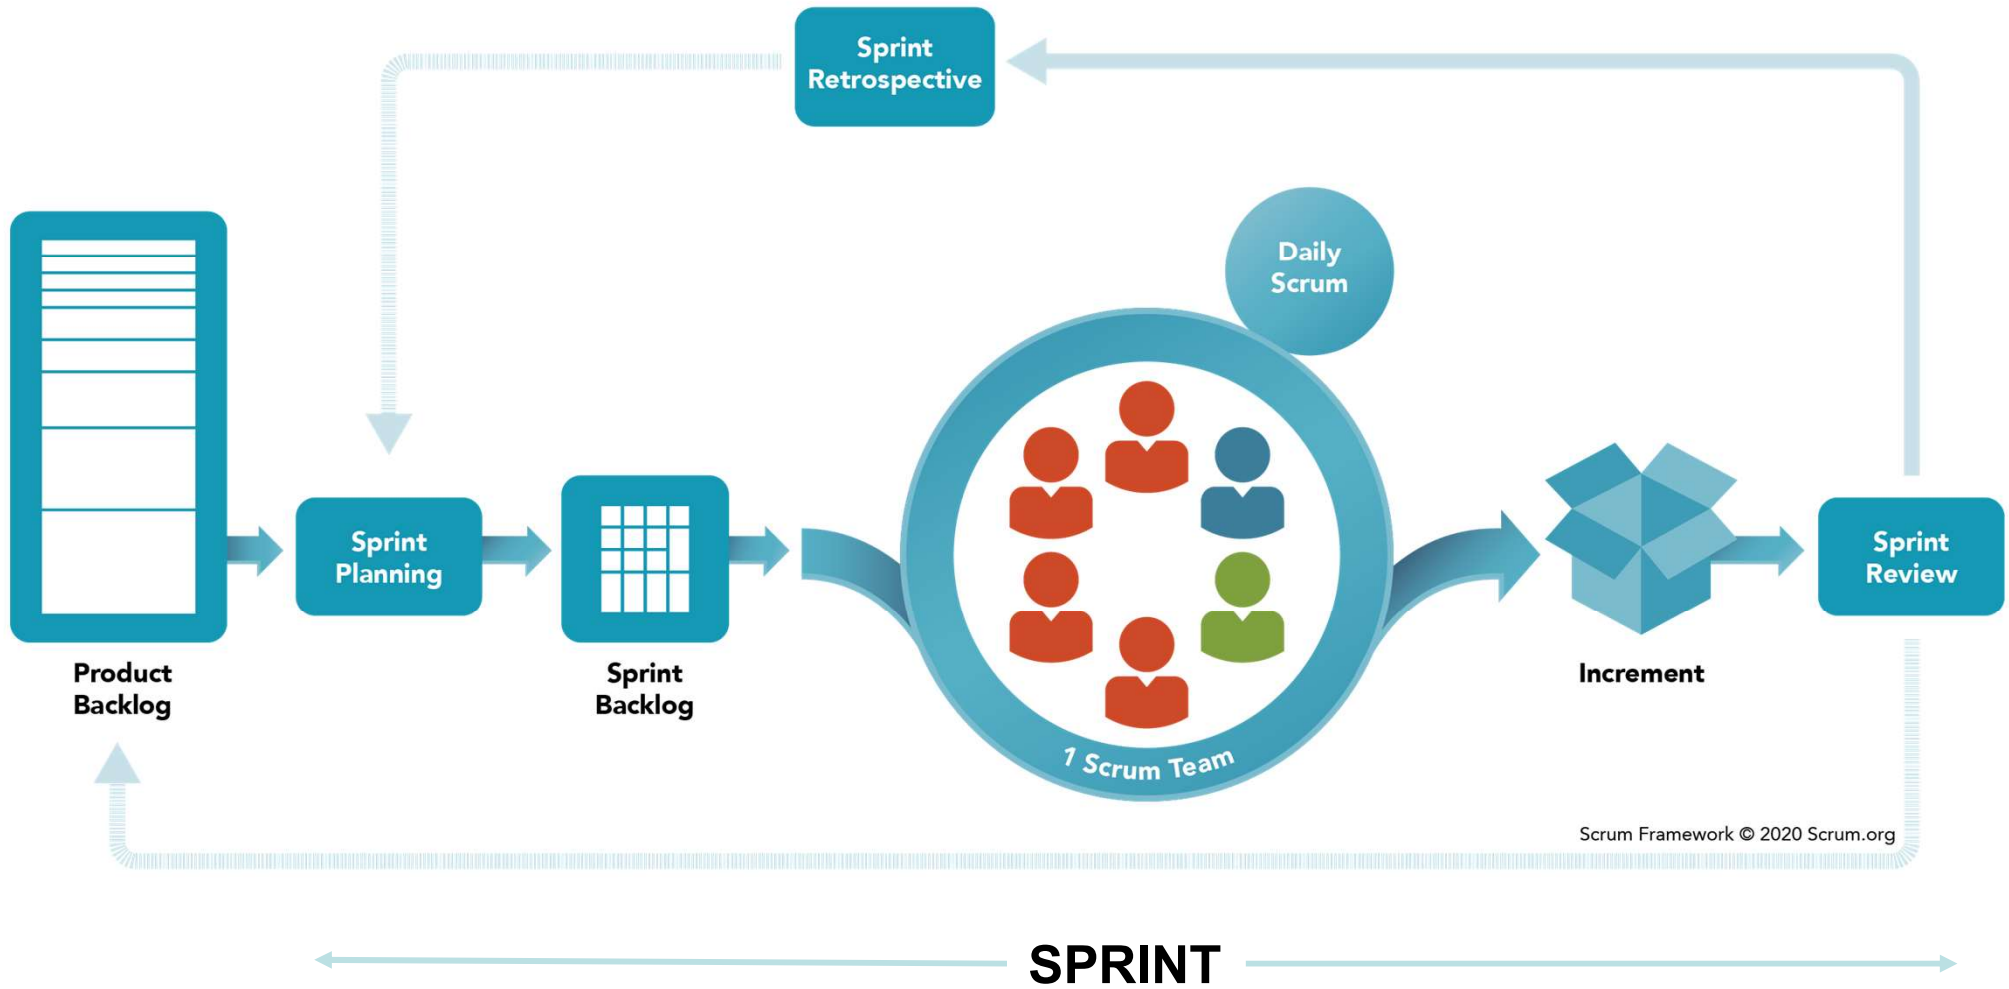 Sprint
Retrospective
Daily
Scrum
Sprint
Planning
Sprint
Review
Product
Backlog
Sprint
Backlog
Increment
1 Scrum Team
Scrum Framework © 2020 Scrum.org
SPRINT